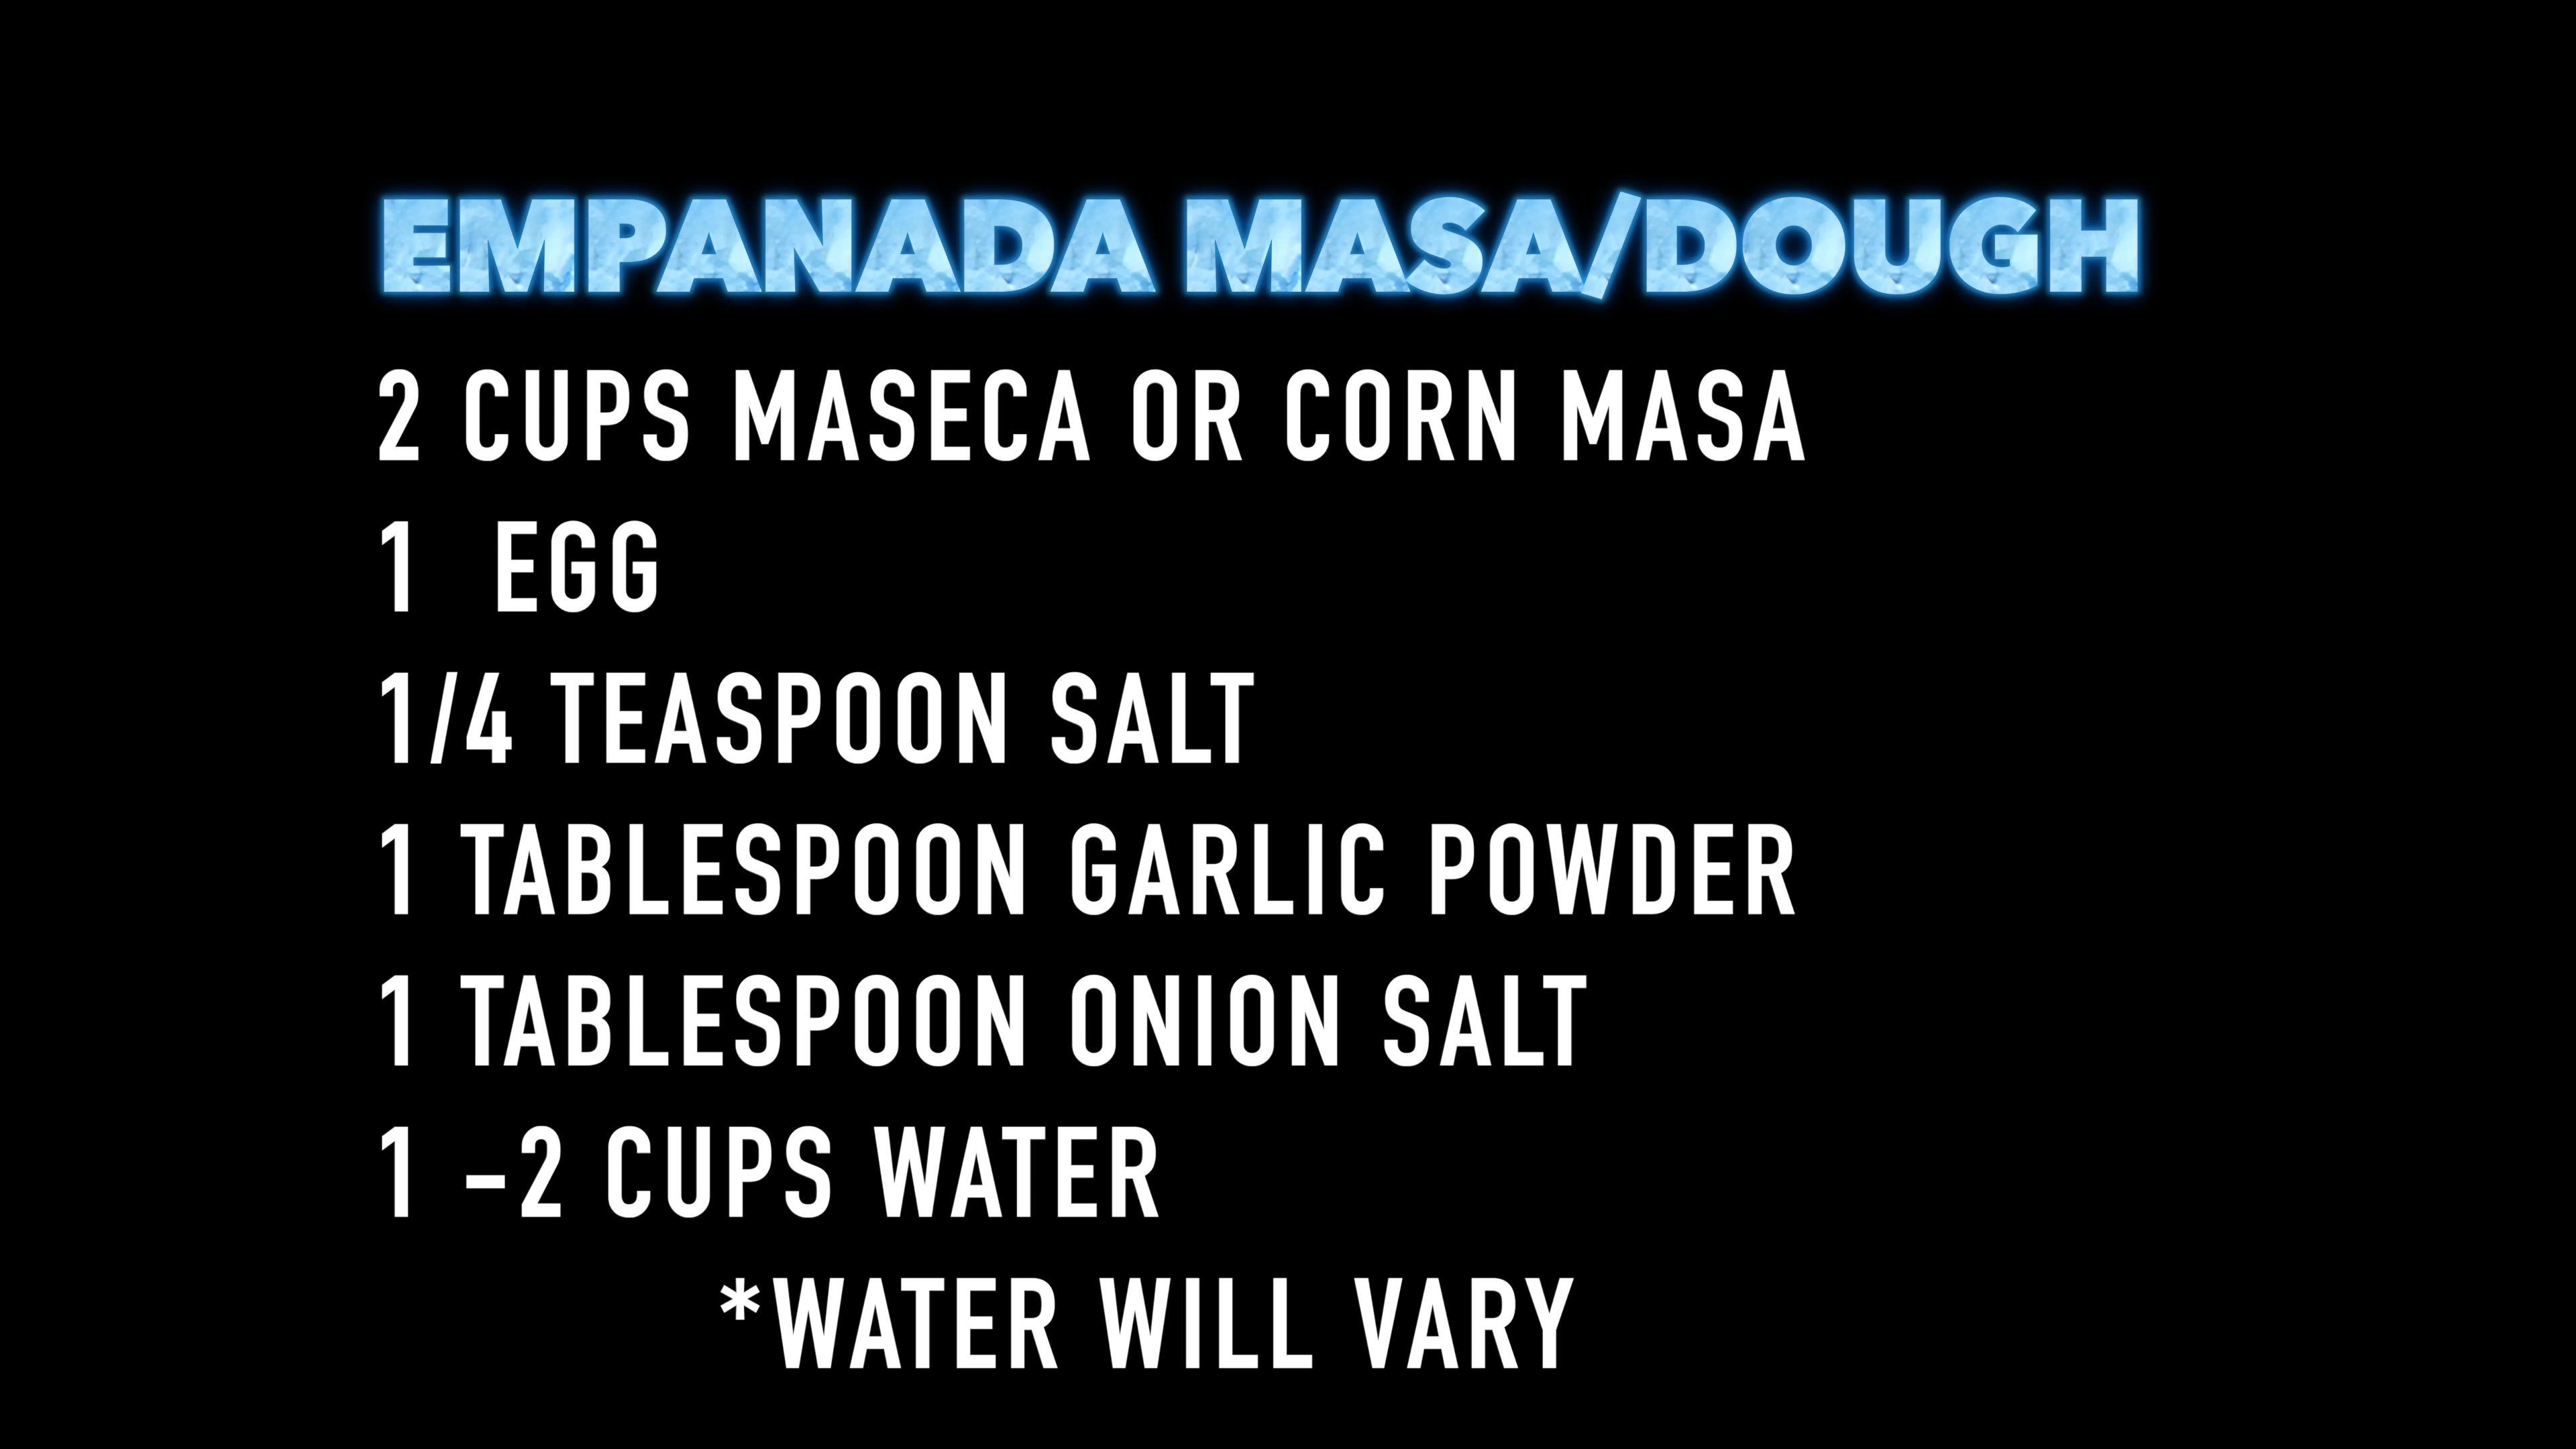 EMPANADA MASA/DOUGH
2 CUPS MASECA OR CORN MASA
1 EGG
1/4 TEASPOON SALT
1 TABLESPOON GARLIC POWDER
1 TABLESPOON ONION SALT
1 -2 CUPS WATER
*WATER WILL VARY